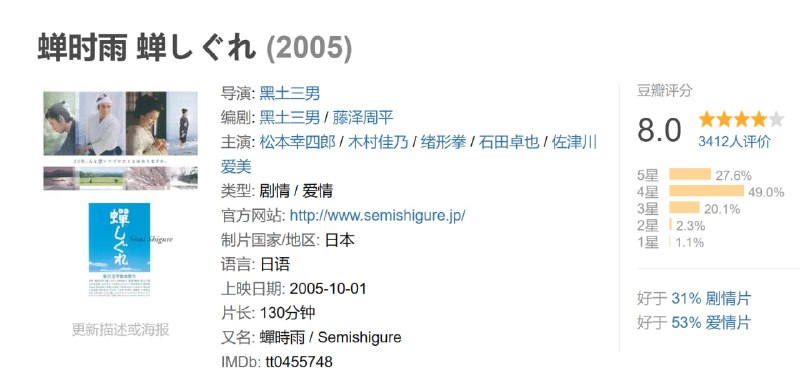 蝉时雨 蝉しぐれ (2005)
蟬しぐれ
Semi Shigure
更新描述或海报
导演: 黑土三男
编剧: 黑土三男 / 藤泽周平
主演: 松本幸四郎 / 木村佳乃 / 绪形拳 / 石田卓也 / 佐津川
爱美
类型: 剧情 / 爱情
官方网站: http://www.semishigure.jp/
制片国家/地区: 日本
语言: 日语
上映日期: 2005-10-01
片长: 130分钟
又名: 蟬時雨 / Semishigure
IMDb: tt0455748
豆瓣评分
8.0
3412人评价
5星 27.6%
4星 49.0%
3星 20.1%
2星 2.3%
1星 1.1%
好于 31% 剧情片
好于 53% 爱情片